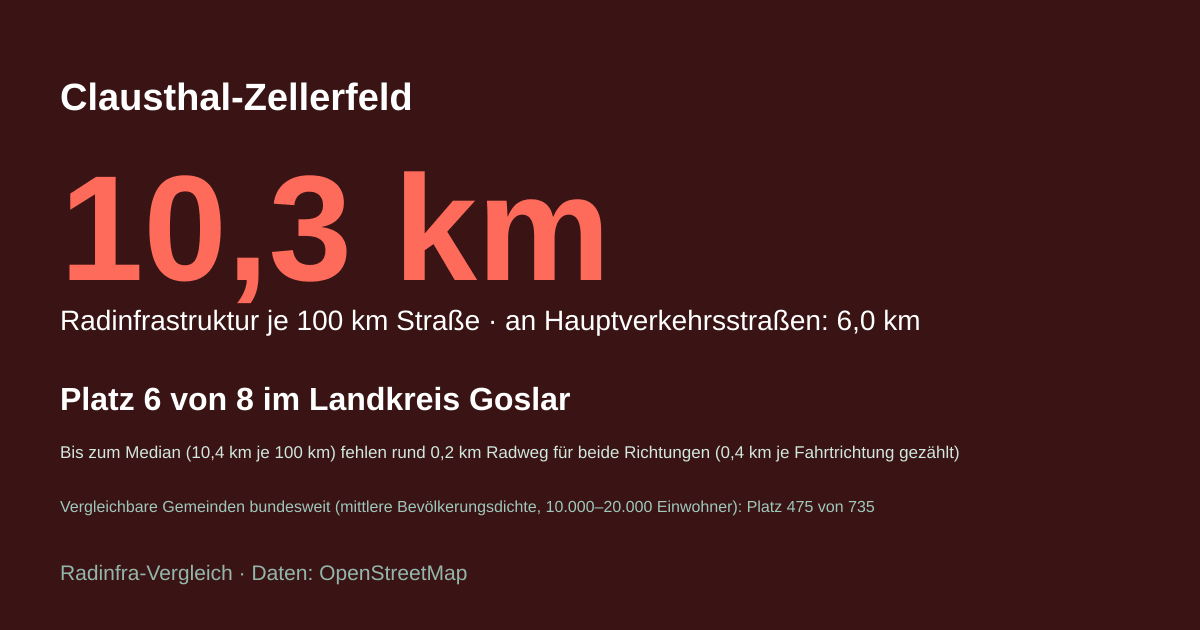 Clausthal-Zellerfeld
10,3 km
Radinfrastruktur je 100 km Straße · an Hauptverkehrsstraßen: 6,0 km
Platz 6 von 8 im Landkreis Goslar
Bis zum Median (10,4 km je 100 km) fehlen rund 0,2 km Radweg für beide Richtungen (0,4 km je Fahrtrichtung gezählt)
Vergleichbare Gemeinden bundesweit (mittlere Bevölkerungsdichte, 10.000–20.000 Einwohner): Platz 475 von 735
Radinfra-Vergleich · Daten: OpenStreetMap